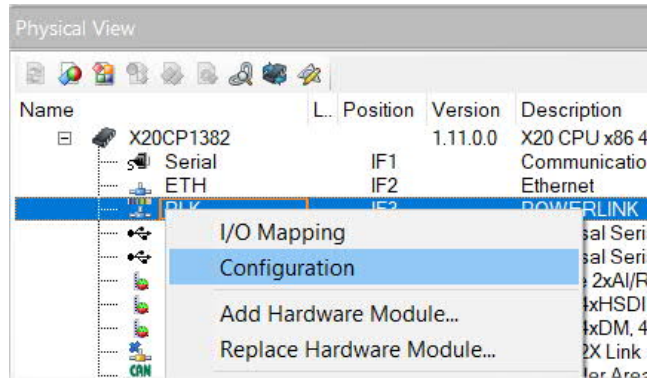 Physical View
Name L.. Position Version Description
X20CP1382 1.11.0.0 X20 CPU x86 4
Serial IF1 Communicatio
ETH IF2 Ethernet
PLK IF3 POWERLINK
I/O Mapping sal Seri
Configuration sal Seri
2xAI/R
Add Hardware Module... 4xHSDI
xDM, 4
Replace Hardware Module... 2X Link
CAN ler Area